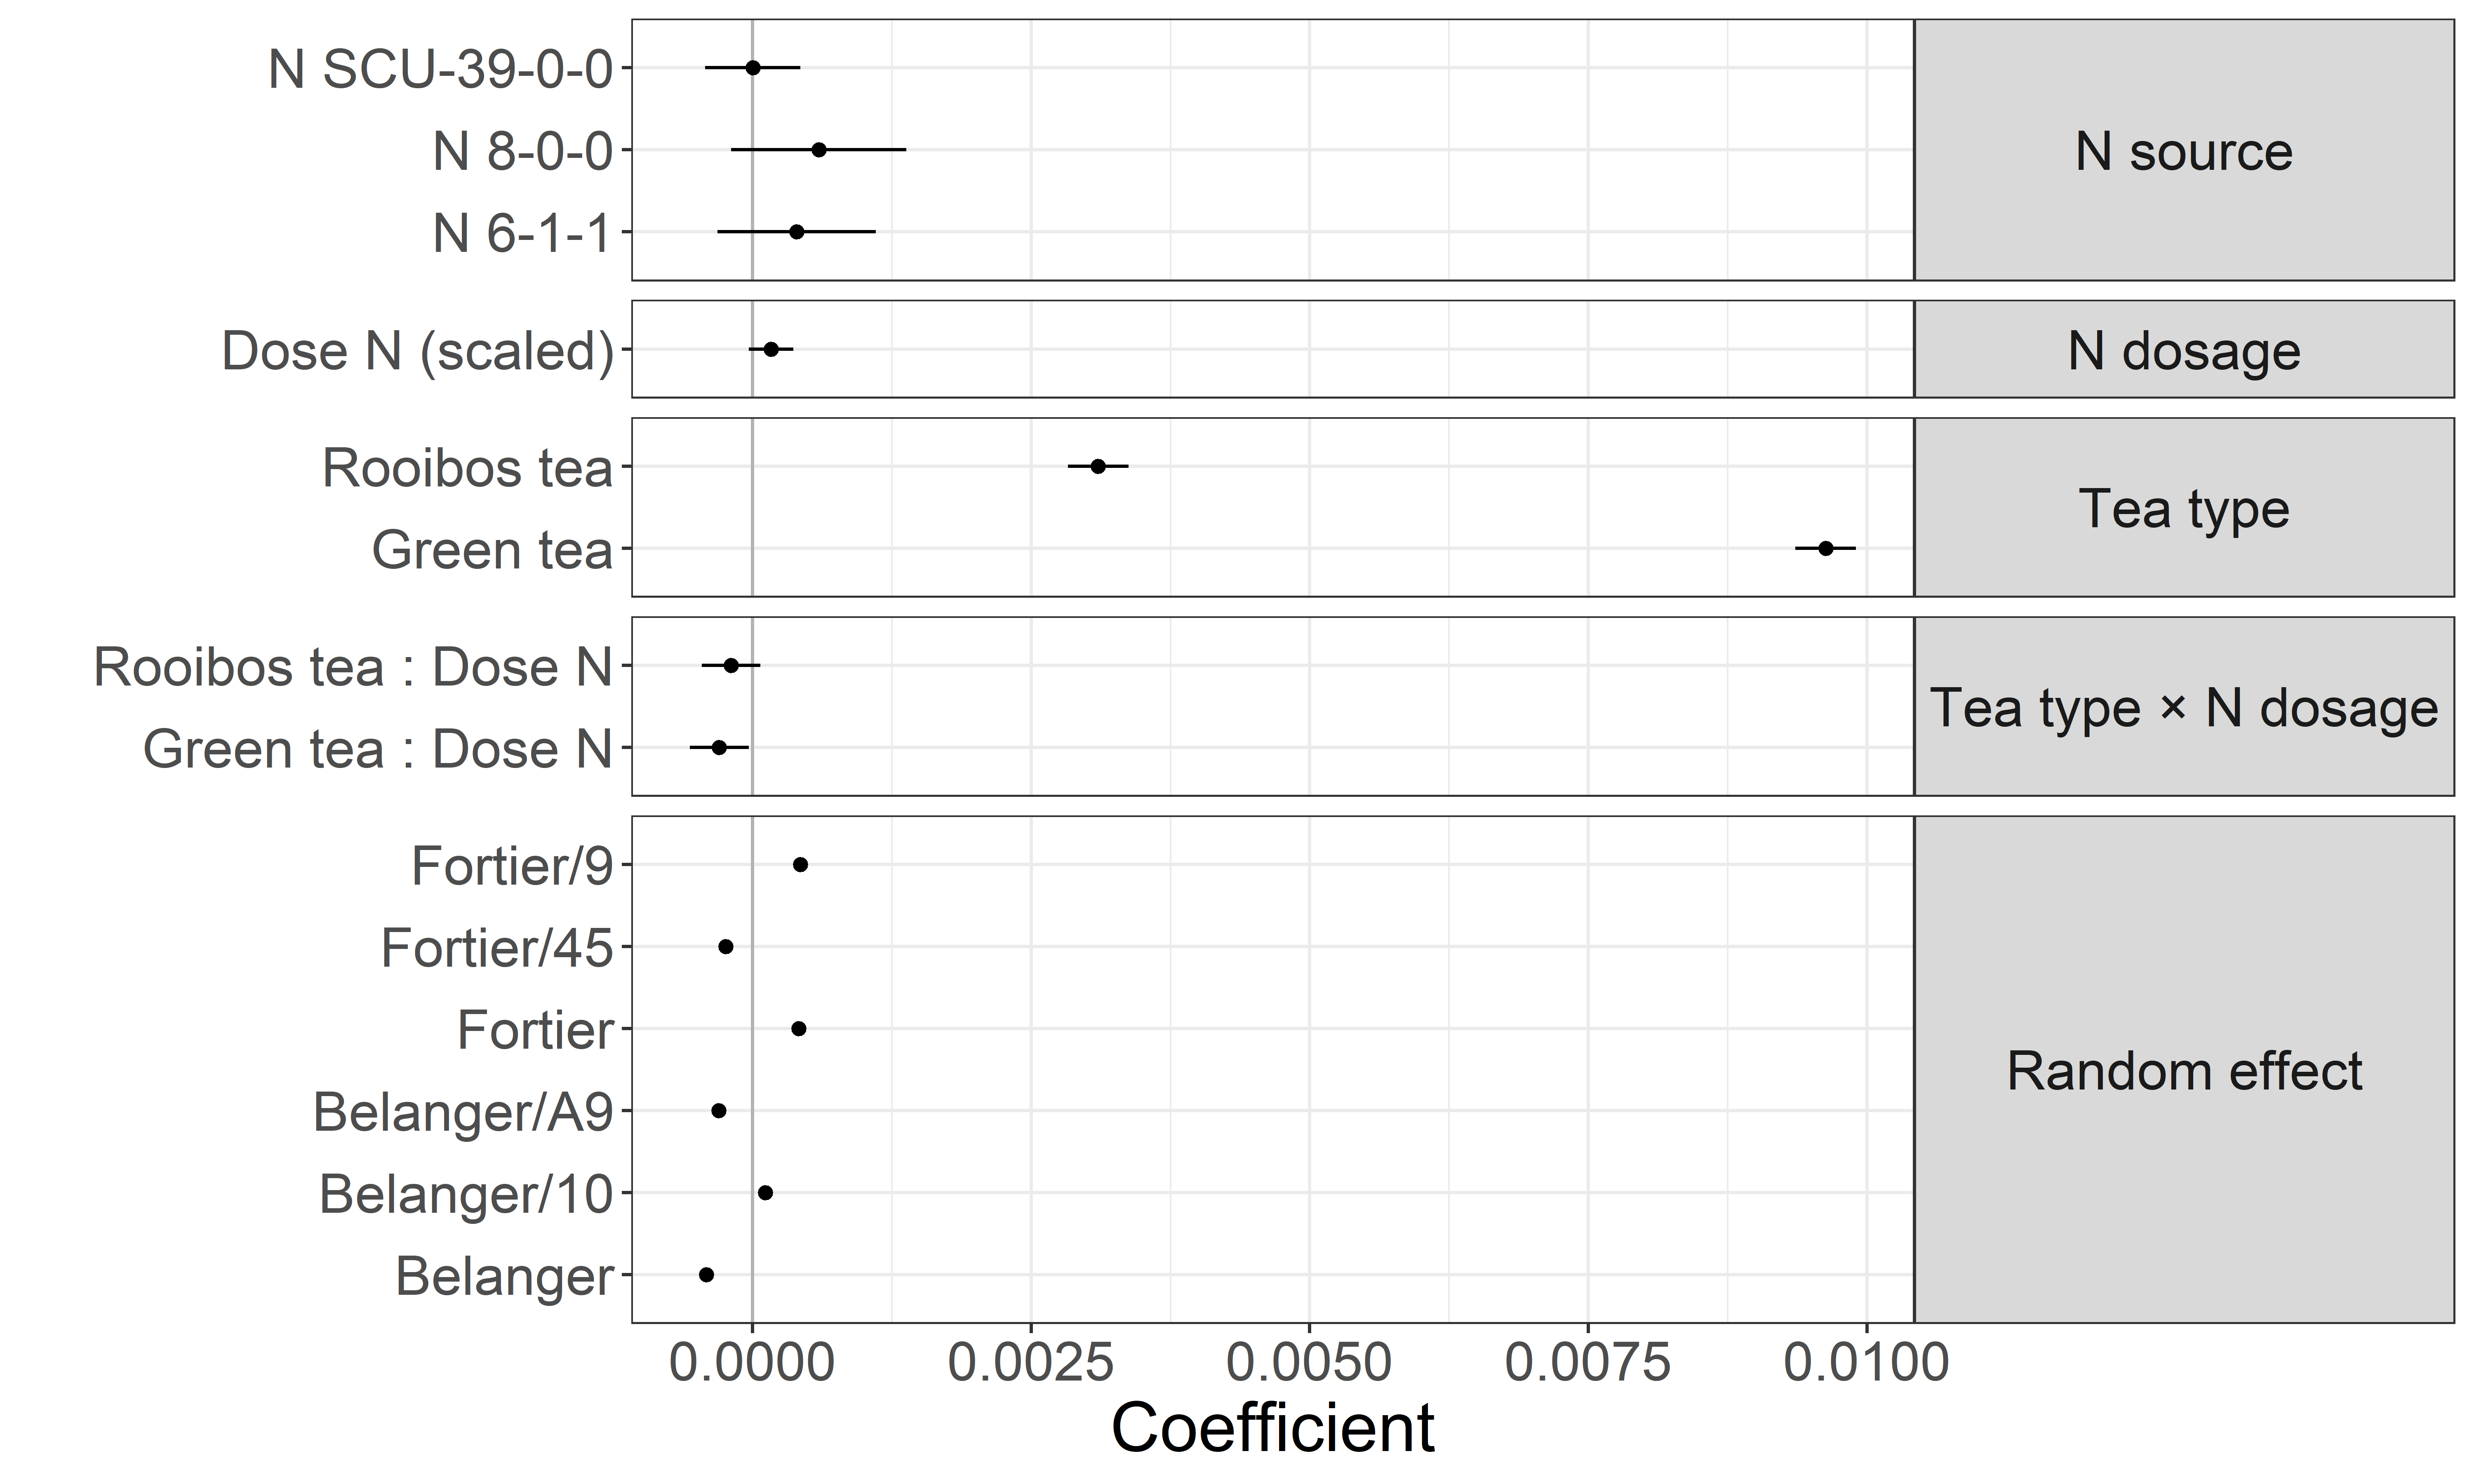 N SCU-39-0-0
N 8-0-0
N 6-1-1
N source
Dose N (scaled)
N dosage
Rooibos tea
Green tea
Tea type
Rooibos tea : Dose N
Green tea : Dose N
Tea type × N dosage
Fortier/9
Fortier/45
Fortier
Belanger/A9
Belanger/10
Belanger
Random effect
0.0000 0.0025 0.0050 0.0075 0.0100
Coefficient